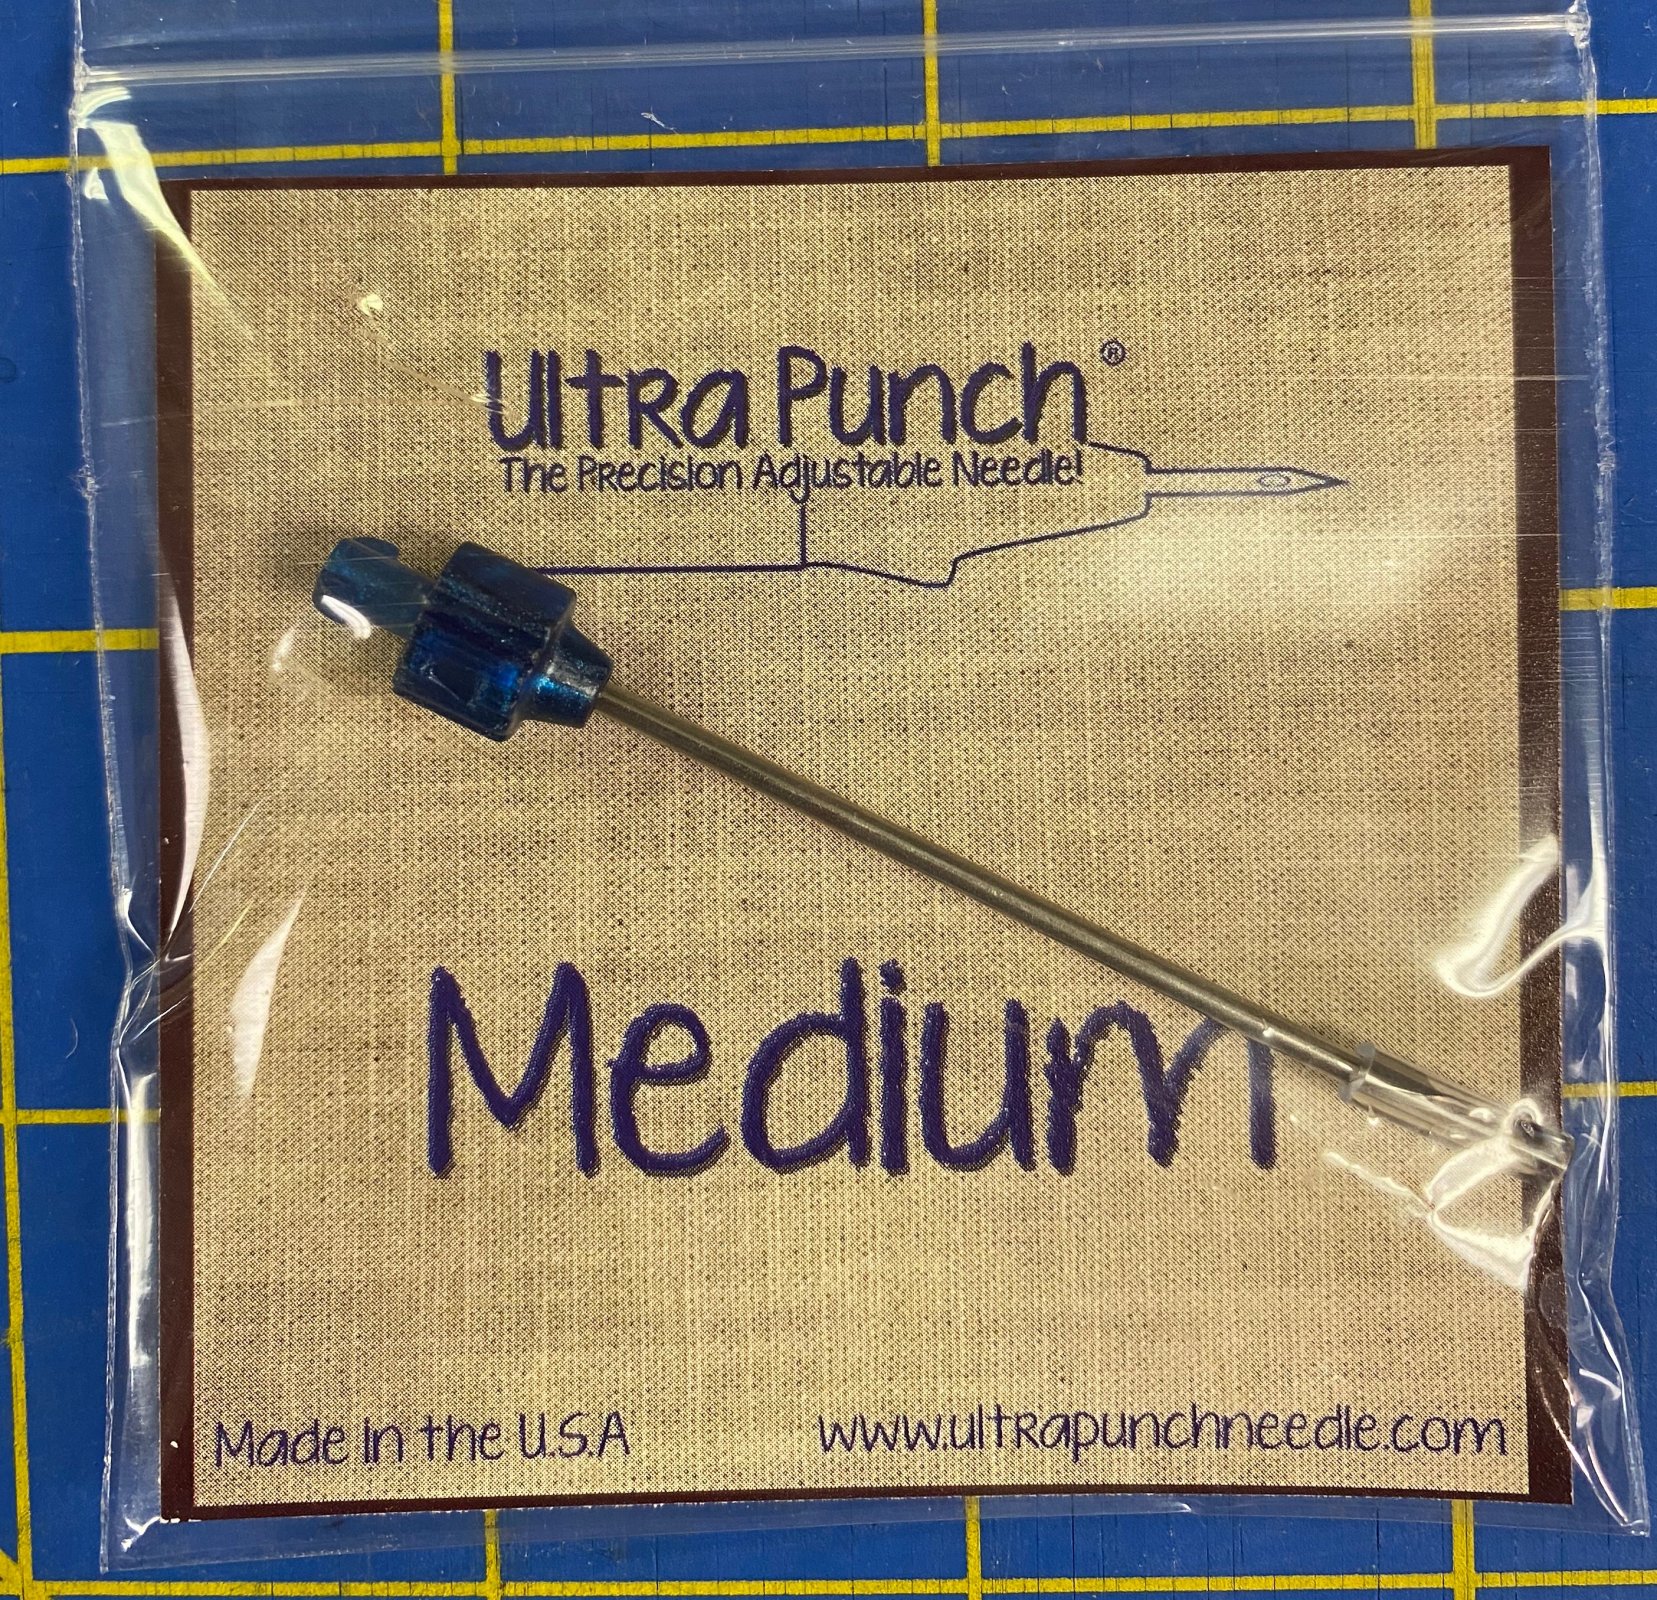 Ultra Punch®
The Precision Adjustable Needle!
Medium
Made in the U.S.A
www.ultrapunchneedle.com